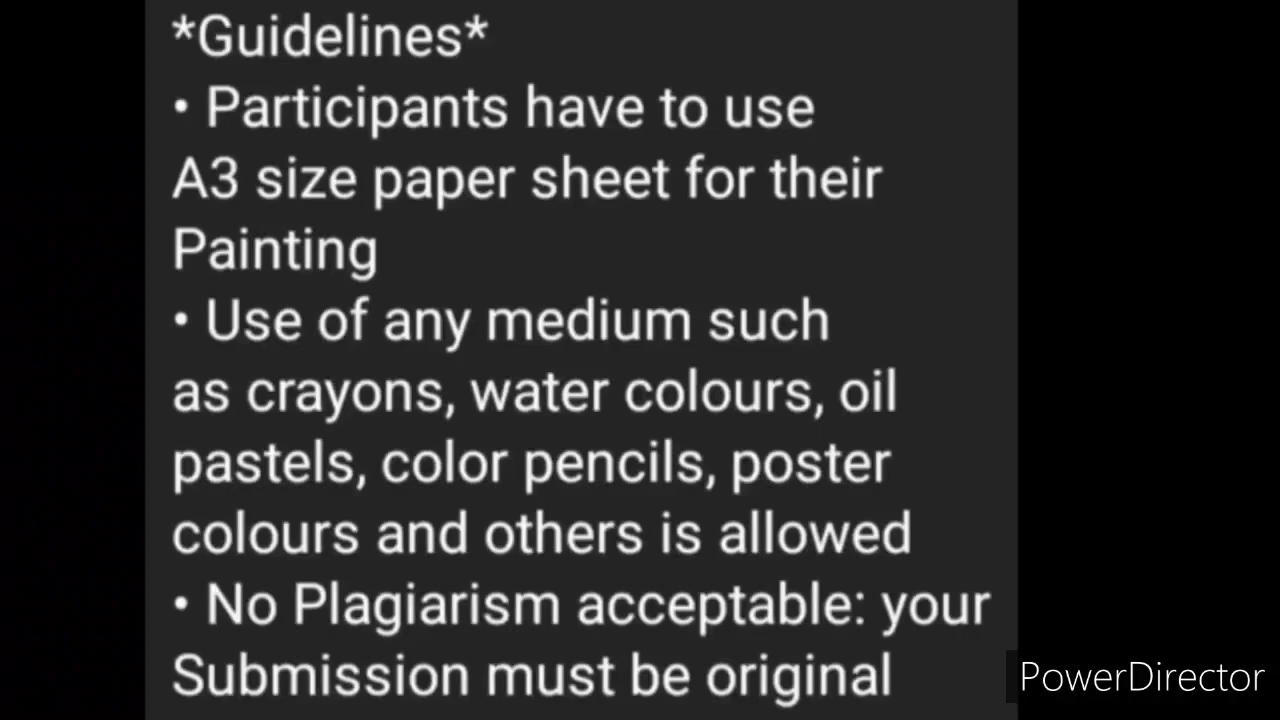 *Guidelines*
• Participants have to use
A3 size paper sheet for their
Painting
• Use of any medium such
as crayons, water colours, oil
pastels, color pencils, poster
colours and others is allowed
• No Plagiarism acceptable: your
Submission must be original
PowerDirector